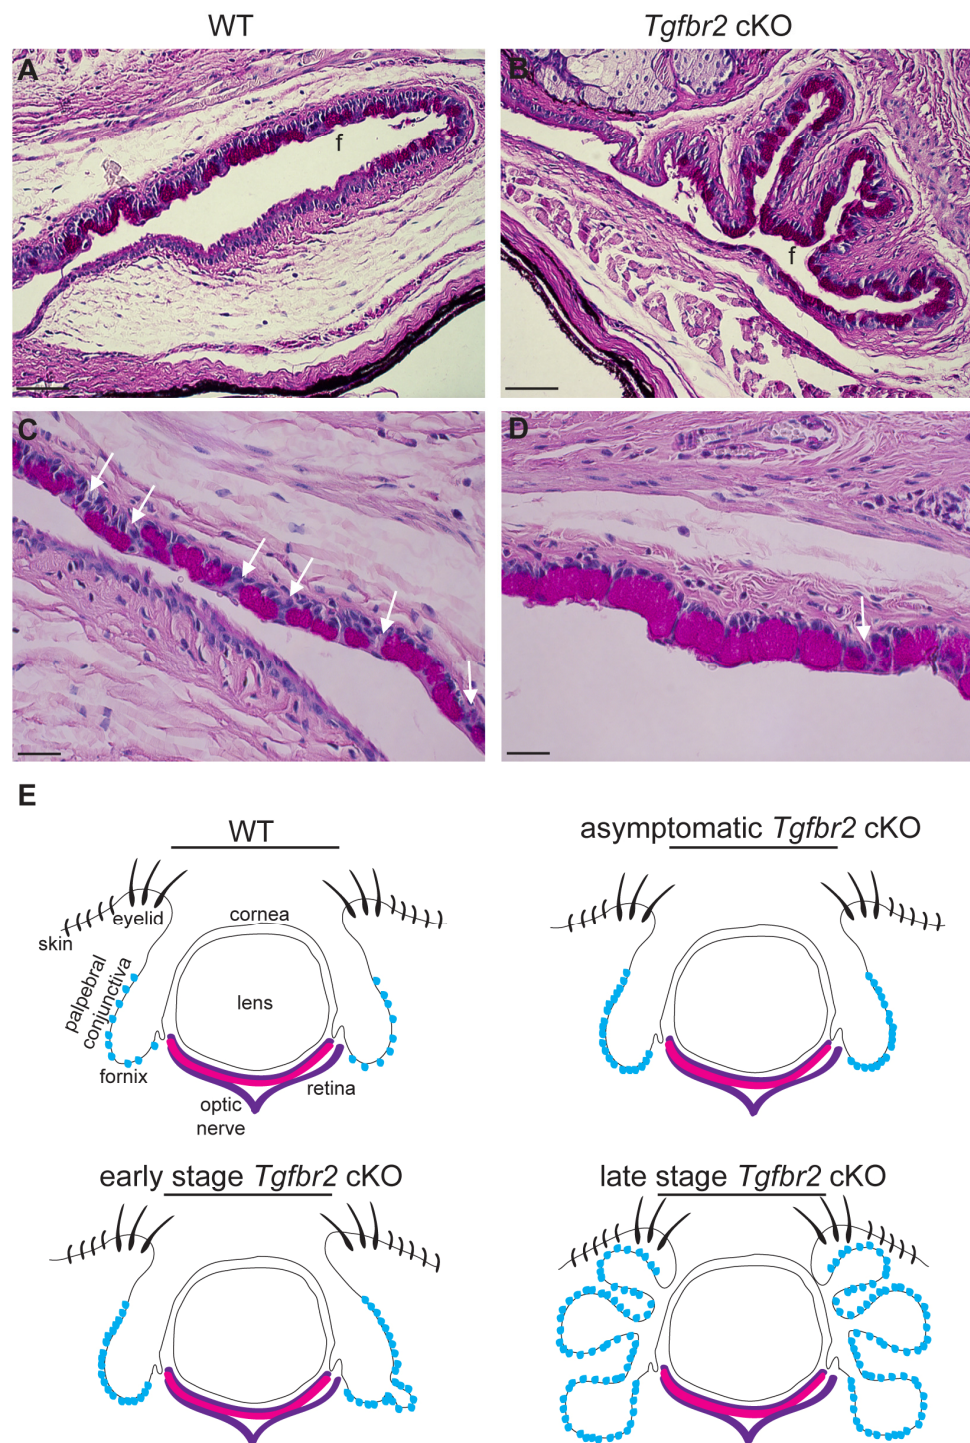 WT
Tgfbr2 cKO
A
B
f
f
C
D
E
WT
asymptomatic Tgfbr2 cKO
eyelid
cornea
skin
palpebral
conjunctiva
lens
fornix
retina
optic
nerve
early stage Tgfbr2 cKO
late stage Tgfbr2 cKO